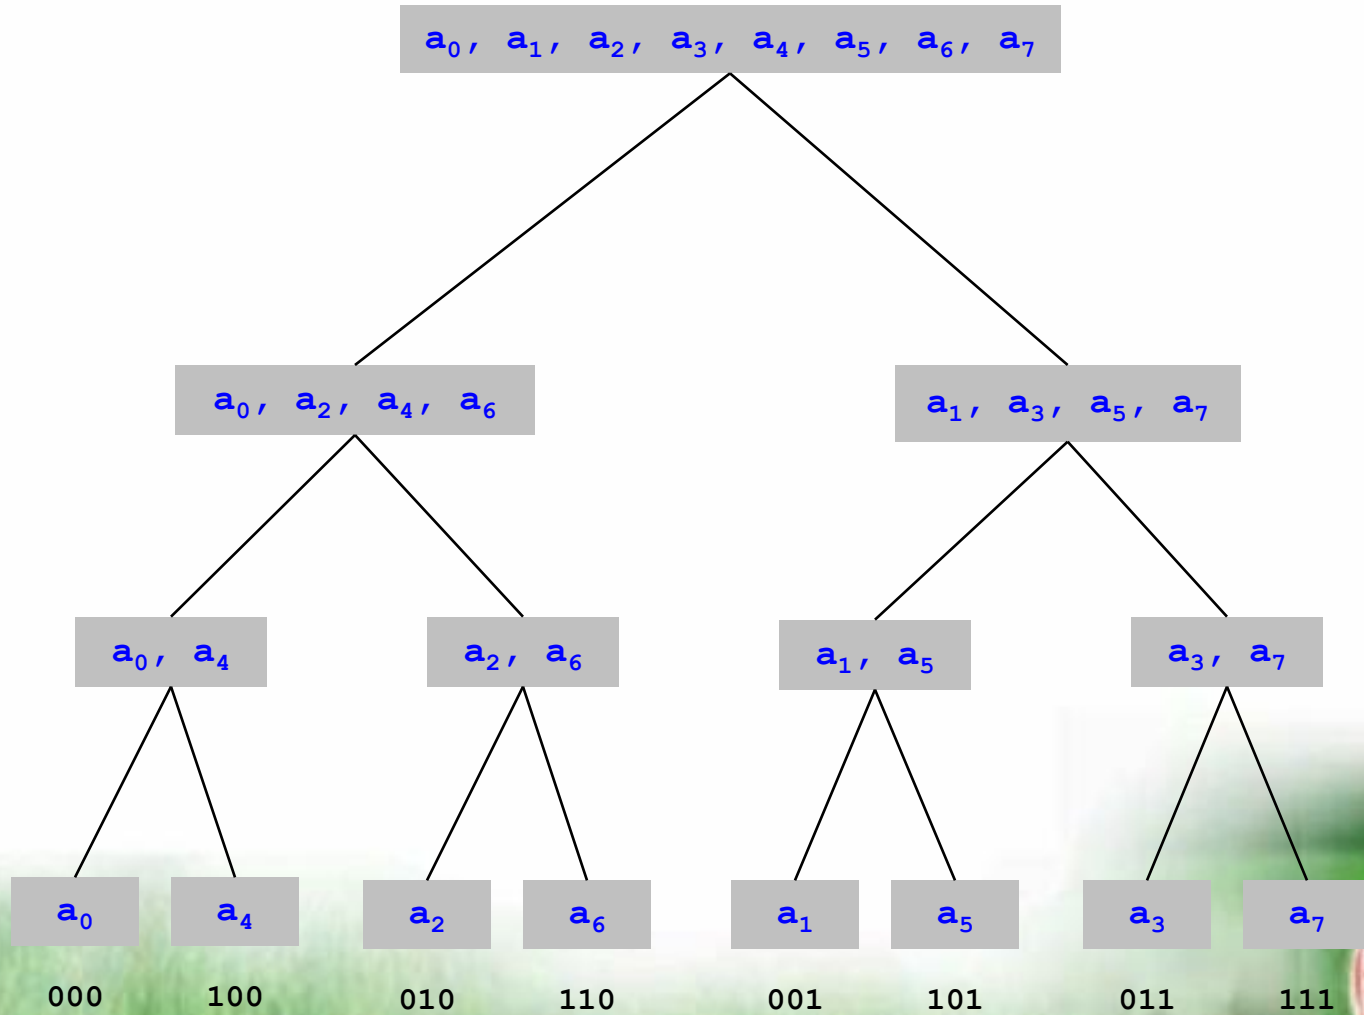 a₀, a₁, a₂, a₃, a₄, a₅, a₆, a₇
a₀, a₂, a₄, a₆ a₁, a₃, a₅, a₇
a₀, a₄ a₂, a₆ a₁, a₅ a₃, a₇
a₀ a₄ a₂ a₆ a₁ a₅ a₃ a₇
000 100 010 110 001 101 011 111